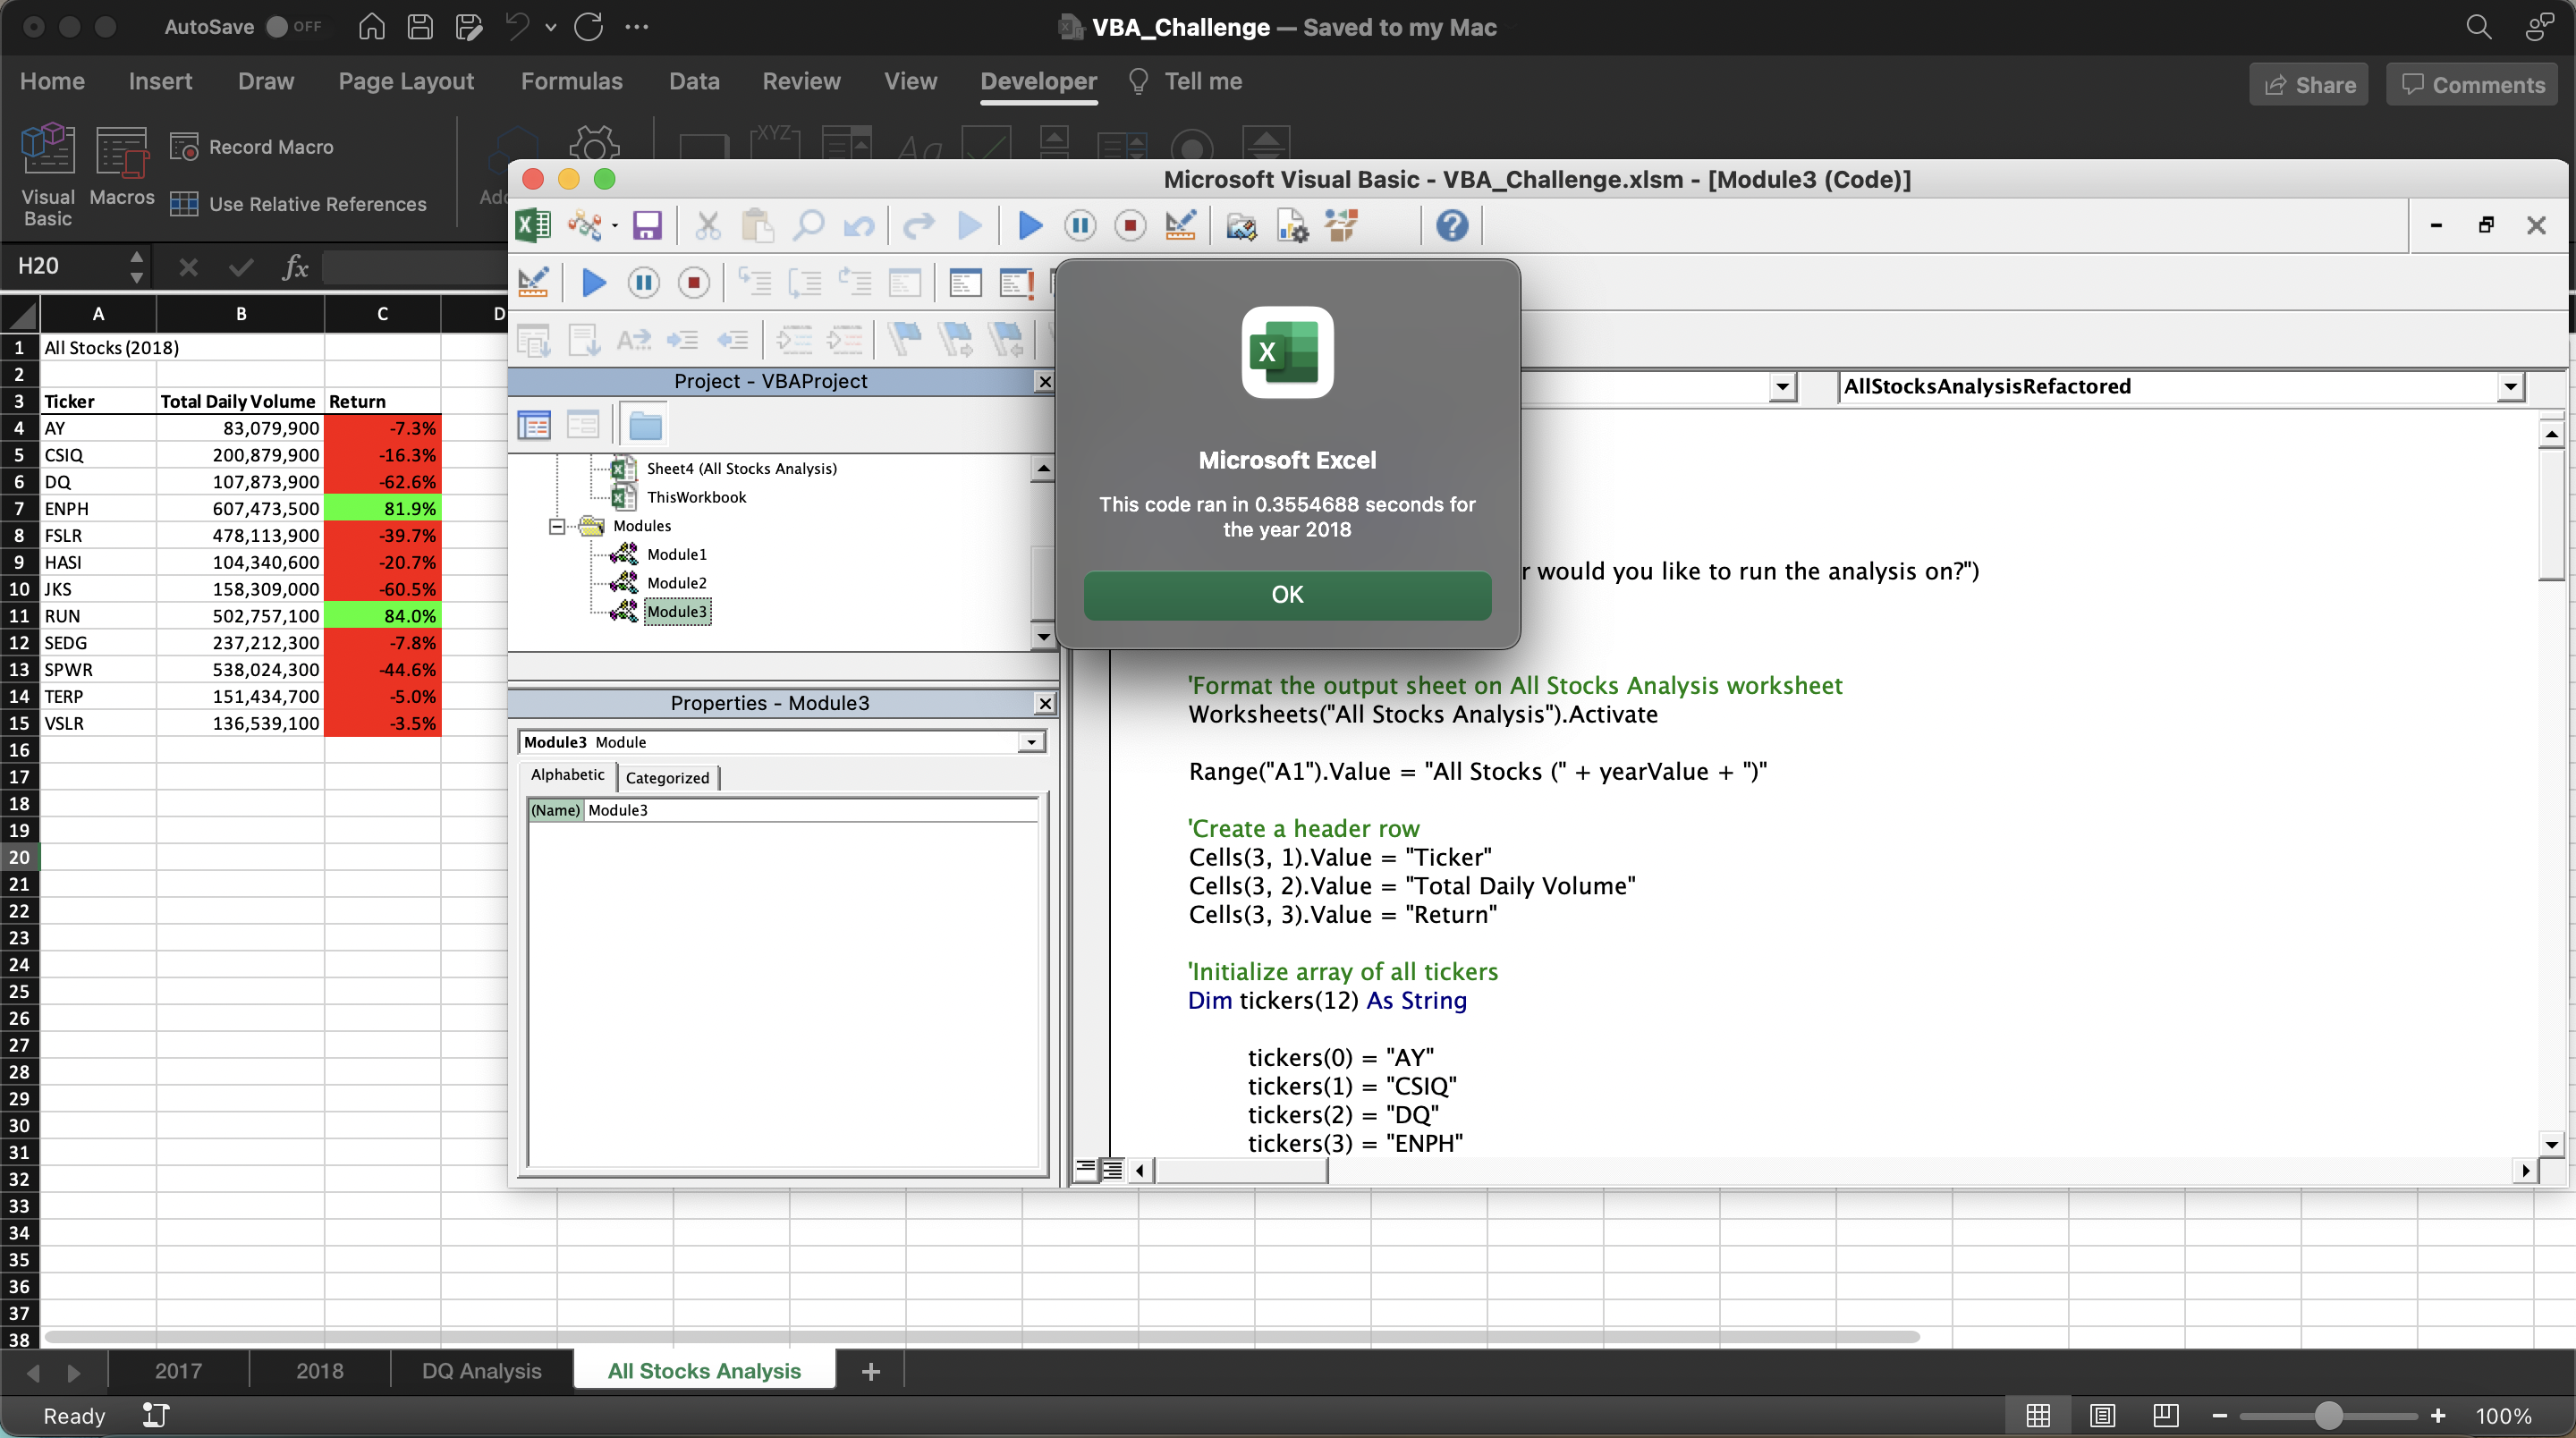 AutoSave OFF
VBA_Challenge — Saved to my Mac
Home Insert Draw Page Layout Formulas Data Review View Developer Tell me
Share Comments
Visual Basic
Macros
Record Macro
Use Relative References
XYZ
Aa
H20
fx
A B C D
1 All Stocks (2018)
2
3 Ticker Total Daily Volume Return
4 AY 83,079,900 -7.3%
5 CSIQ 200,879,900 -16.3%
6 DQ 107,873,900 -62.6%
7 ENPH 607,473,500 81.9%
8 FSLR 478,113,900 -39.7%
9 HASI 104,340,600 -20.7%
10 JKS 158,309,000 -60.5%
11 RUN 502,757,100 84.0%
12 SEDG 237,212,300 -7.8%
13 SPWR 538,024,300 -44.6%
14 TERP 151,434,700 -5.0%
15 VSLR 136,539,100 -3.5%
16
17
18
19
20
21
22
23
24
25
26
27
28
29
30
31
32
33
34
35
36
37
38
Microsoft Visual Basic - VBA_Challenge.xlsm - [Module3 (Code)]
Project - VBAProject
Sheet4 (All Stocks Analysis)
ThisWorkbook
Modules
Module1
Module2
Module3
Properties - Module3
Module3 Module
Alphabetic Categorized
(Name) Module3
Microsoft Excel
This code ran in 0.3554688 seconds for
the year 2018
OK
AllStocksAnalysisRefactored
r would you like to run the analysis on?")
'Format the output sheet on All Stocks Analysis worksheet
Worksheets("All Stocks Analysis").Activate
Range("A1").Value = "All Stocks (" + yearValue + ")"
'Create a header row
Cells(3, 1).Value = "Ticker"
Cells(3, 2).Value = "Total Daily Volume"
Cells(3, 3).Value = "Return"
'Initialize array of all tickers
Dim tickers(12) As String
tickers(0) = "AY"
tickers(1) = "CSIQ"
tickers(2) = "DQ"
tickers(3) = "ENPH"
2017 2018 DQ Analysis All Stocks Analysis +
Ready
100%